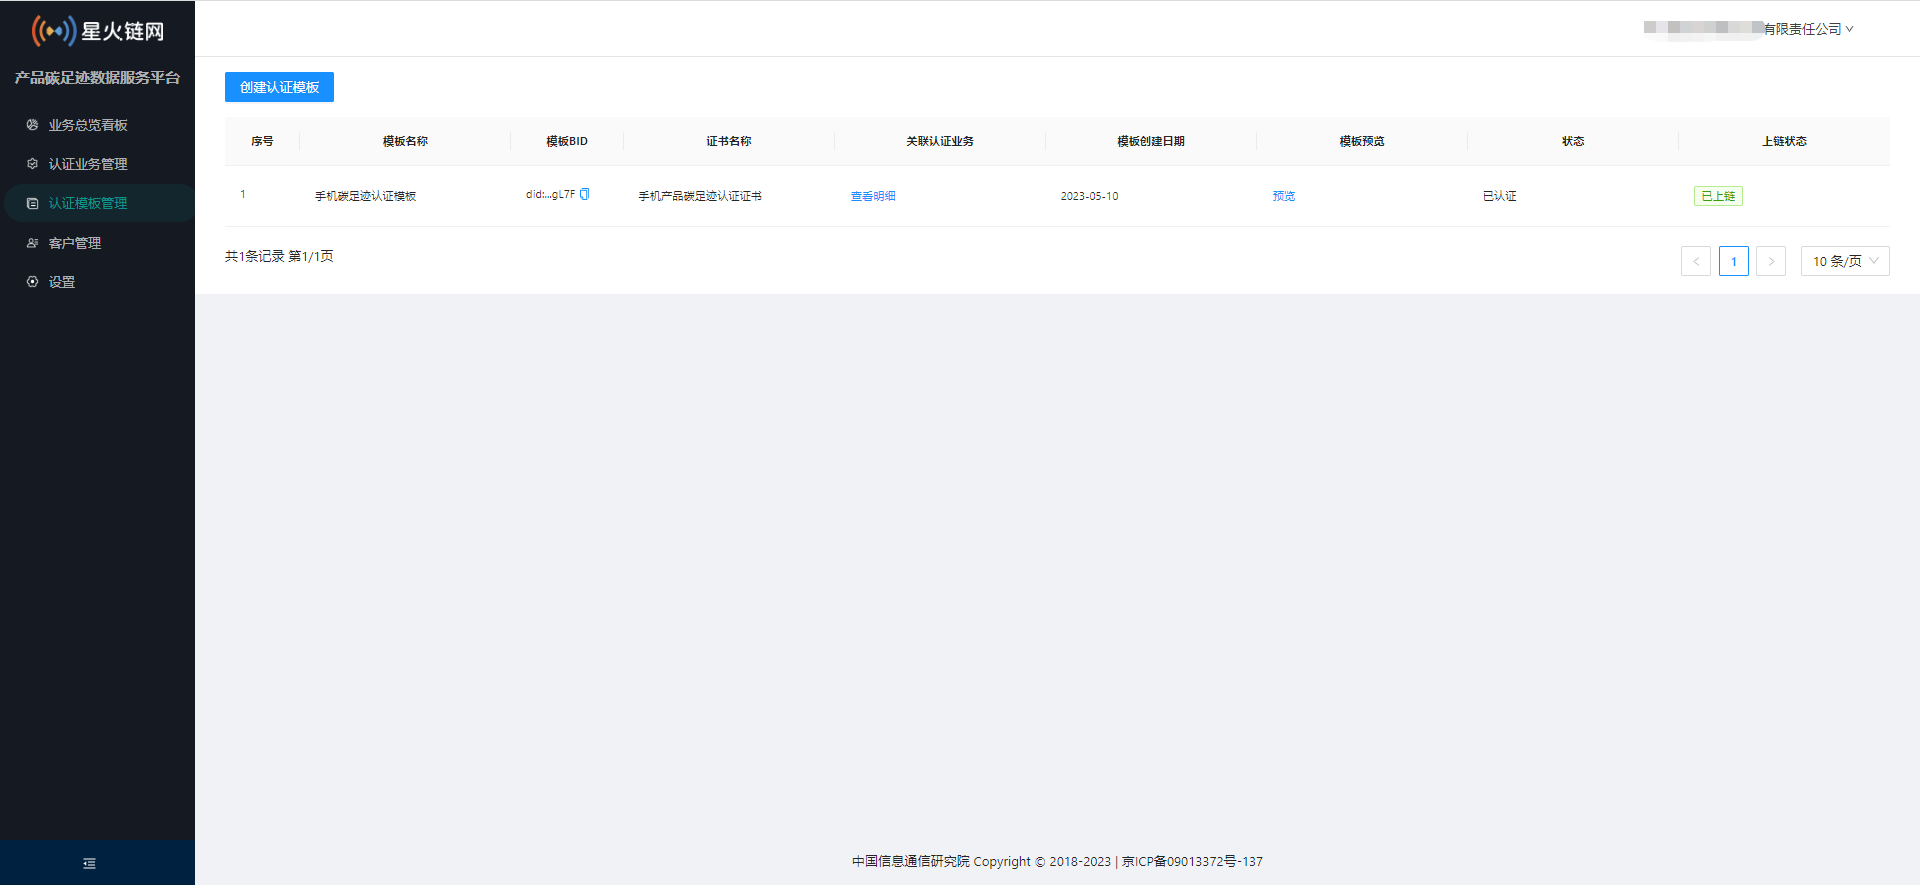 星火链网
产品碳足迹数据服务平台
业务总览看板
认证业务管理
认证模板管理
客户管理
设置
有限责任公司
创建认证模板
序号 模板名称 模板BID 证书名称 关联认证业务 模板创建日期 模板预览 状态 上链状态
1 手机碳足迹认证模板 did:...gL7F 手机产品碳足迹认证证书 查看明细 2023-05-10 预览 已认证 已上链
共1条记录 第1/1页
< 1 > 10 条/页
中国信息通信研究院 Copyright © 2018-2023 | 京ICP备09013372号-137